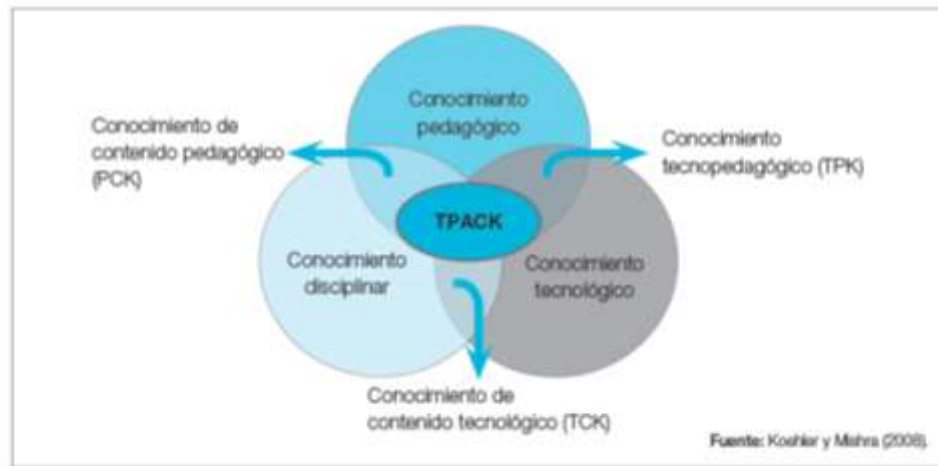 Conocimiento
pedagógico
Conocimiento de
contenido pedagógico
(PCK)
Conocimiento
tecnopedagógico (TPK)
TPACK
Conocimiento
disciplinar
Conocimiento
tecnológico
Conocimiento de
contenido tecnológico (TCK)
Fuente: Koehler y Mishra (2008).